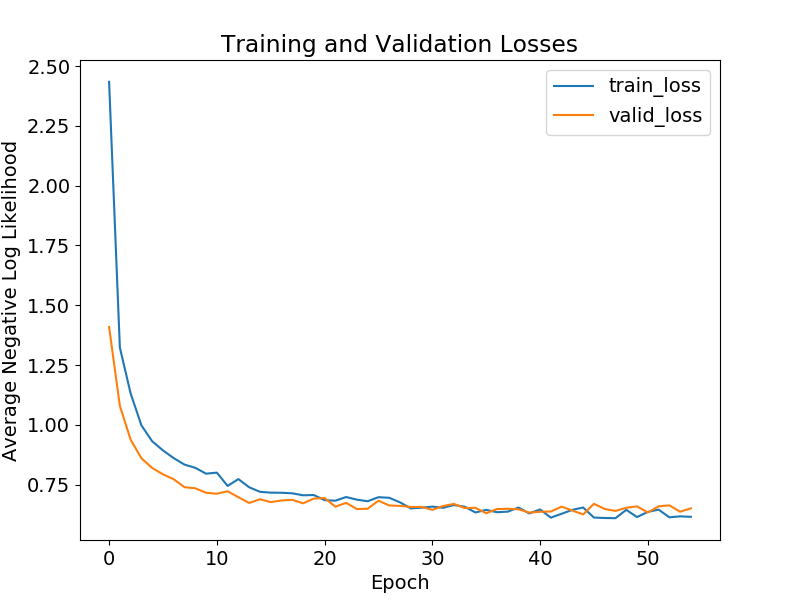 Training and Validation Losses
Average Negative Log Likelihood
2.50
2.25
2.00
1.75
1.50
1.25
1.00
0.75
train_loss
valid_loss
0 10 20 30 40 50
Epoch